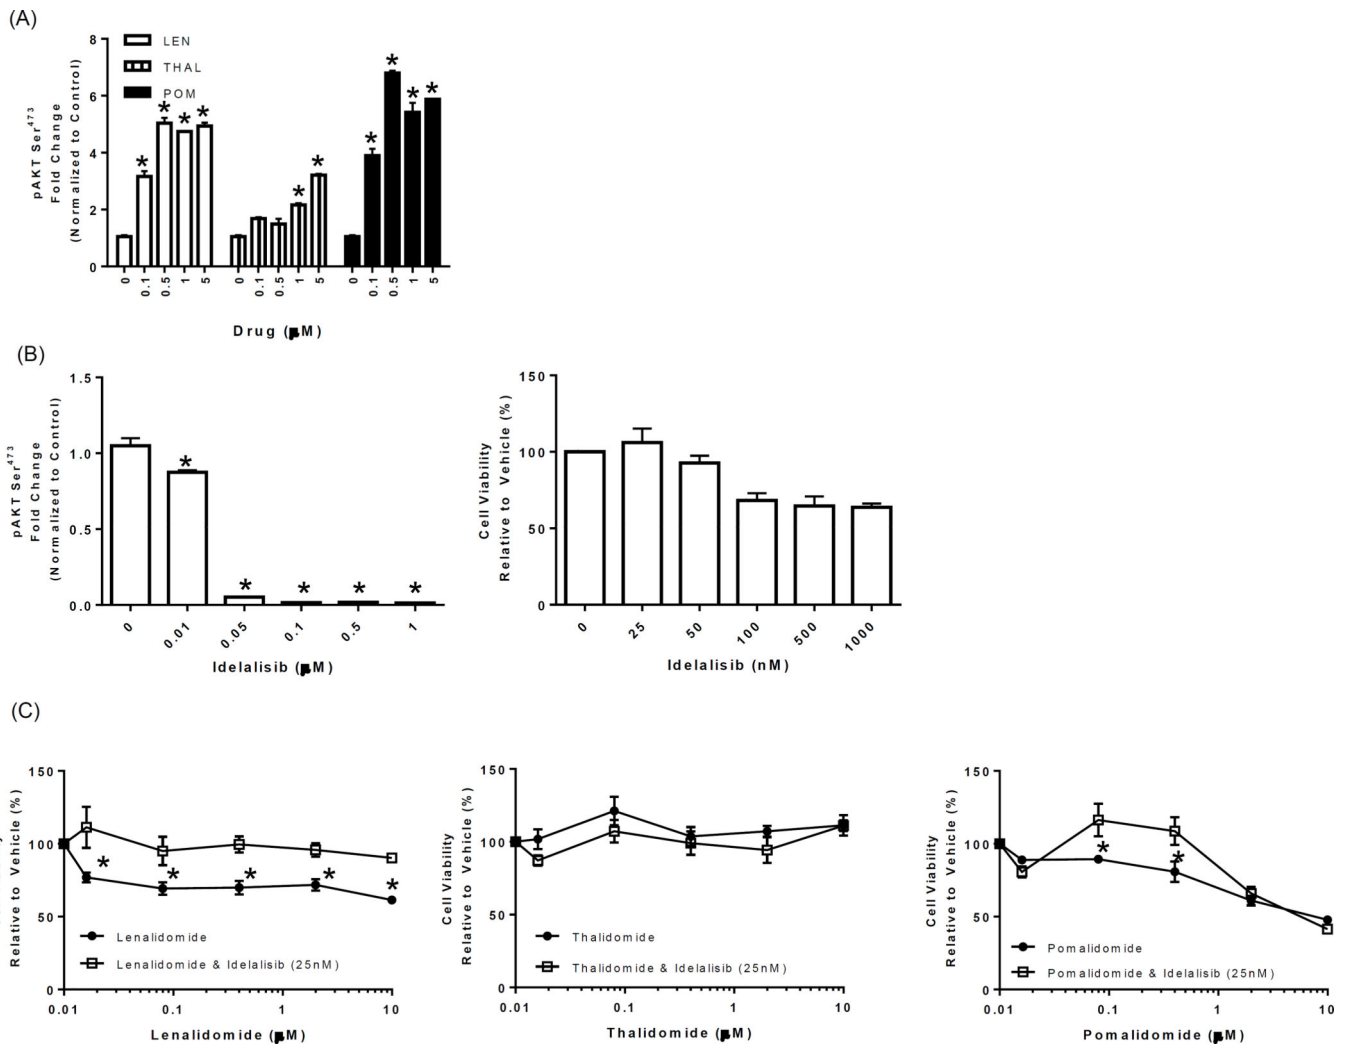 (A)
LEN
THAL
POM
pAKT Ser473
Fold Change
(Normalized to Control)
8
6
4
2
0
* * * * * * * * * *
0 0.1 0.5 1 5 0 0.1 0.5 1 5 0 0.1 0.5 1 5
Drug (μM)
(B)
pAKT Ser473
Fold Change
(Normalized to Control)
1.5
1.0
0.5
0.0
* * * * *
0 0.01 0.05 0.1 0.5 1
Idelalisib (μM)
Cell Viability
Relative to Vehicle (%)
150
100
50
0
0 25 50 100 500 1000
Idelalisib (nM)
(C)
Relative to Vehicle (%)
150
100
50
0
* * * * *
Lenalidomide
Lenalidomide & Idelalisib (25nM)
0.01 0.1 1 10
Lenalidomide (μM)
Cell Viability
Relative to Vehicle (%)
150
100
50
0
Thalidomide
Thalidomide & Idelalisib (25nM)
0.01 0.1 1 10
Thalidomide (μM)
Cell Viability
Relative to Vehicle (%)
150
100
50
0
* *
Pomalidomide
Pomalidomide & Idelalisib (25nM)
0.01 0.1 1 10
Pomalidomide (μM)